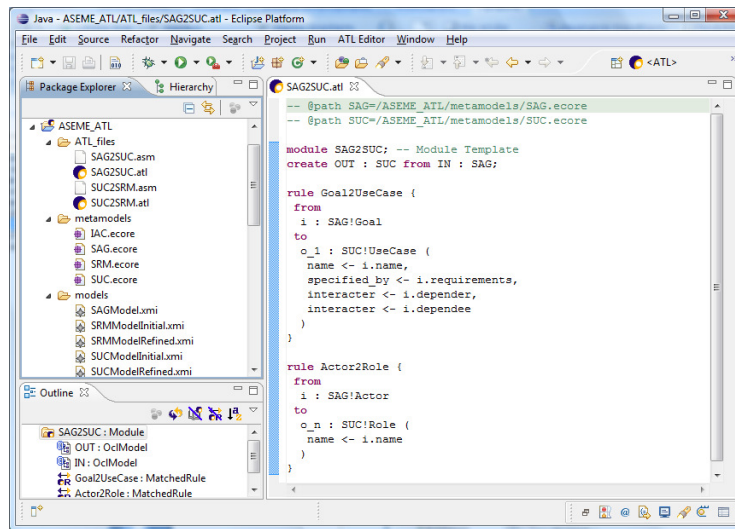 Java - ASEME_ATL/ATL_files/SAG2SUC.atl - Eclipse Platform
File Edit Source Refactor Navigate Search Project Run ATL Editor Window Help
<ATL>
Package Explorer
Hierarchy
ASEME_ATL
ATL_files
SAG2SUC.asm
SAG2SUC.atl
SUC2SRM.asm
SUC2SRM.atl
metamodels
IAC.ecore
SAG.ecore
SRM.ecore
SUC.ecore
models
SAGModel.xmi
SRMModelInitial.xmi
SRMModelRefined.xmi
SUCModelInitial.xmi
SUCModelRefined.xmi
Outline
SAG2SUC : Module
OUT : OclModel
IN : OclModel
Goal2UseCase : MatchedRule
Actor2Role : MatchedRule
SAG2SUC.atl
-- @path SAG=/ASEME_ATL/metamodels/SAG.ecore
-- @path SUC=/ASEME_ATL/metamodels/SUC.ecore
module SAG2SUC; -- Module Template
create OUT : SUC from IN : SAG;
rule Goal2UseCase {
from
i : SAG!Goal
to
o_1 : SUC!UseCase (
name <- i.name,
specified_by <- i.requirements,
interacter <- i.depender,
interacter <- i.dependee
)
}
rule Actor2Role {
from
i : SAG!Actor
to
o_n : SUC!Role (
name <- i.name
)
}